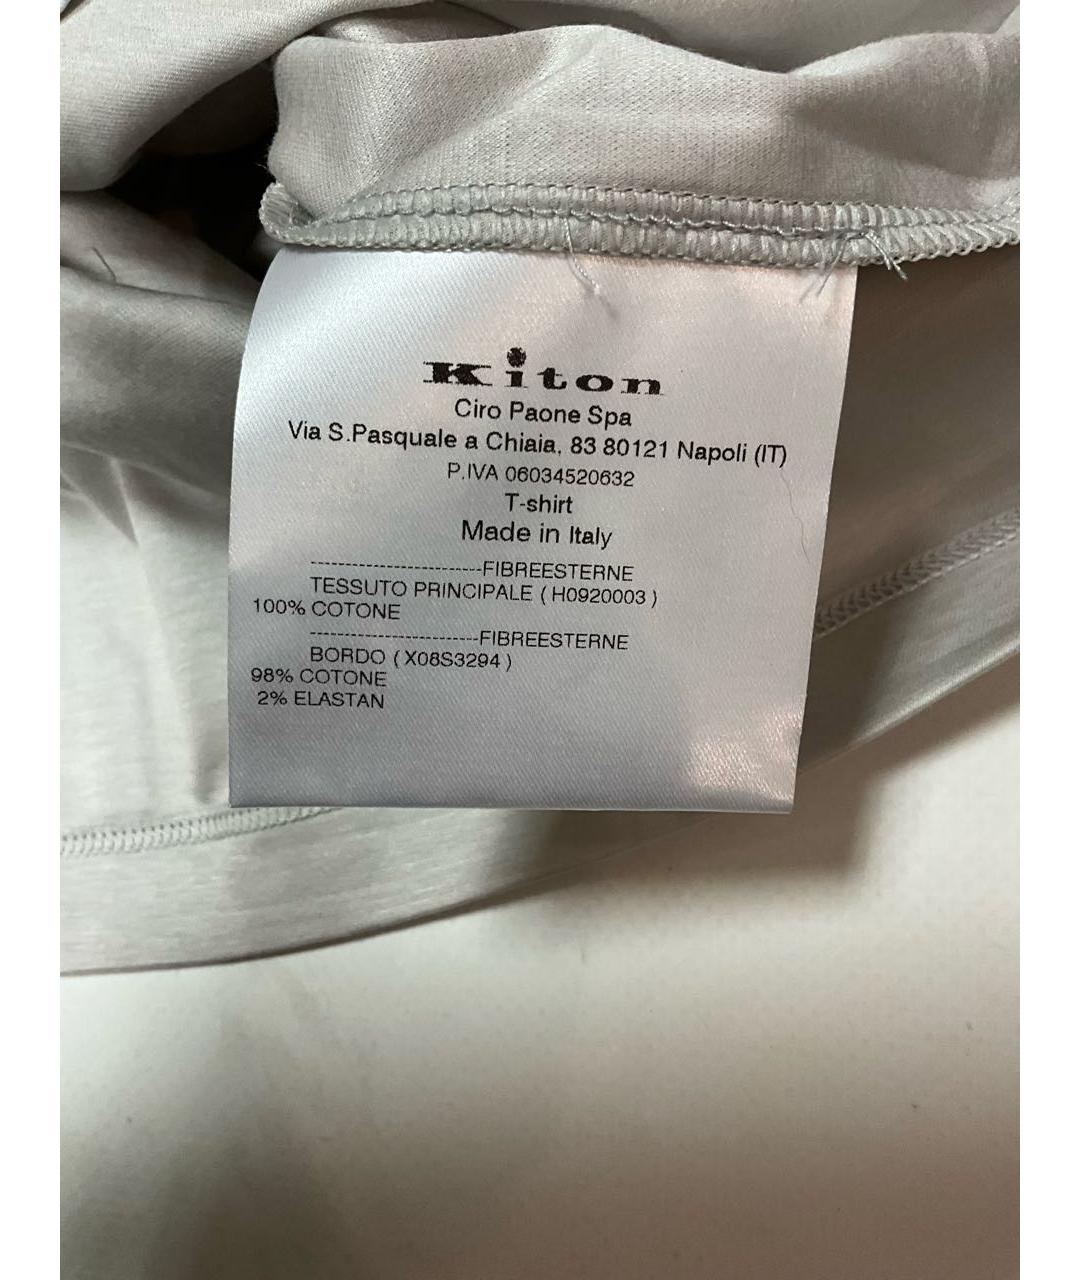 Kiton
Ciro Paone Spa
Via S.Pasquale a Chiaia, 83 80121 Napoli (IT)
P.IVA 06034520632
T-shirt
Made in Italy
-------------------------FIBREESTERNE
TESSUTO PRINCIPALE ( H0920003 )
100% COTONE
-------------------------FIBREESTERNE
BORDO ( X08S3294 )
98% COTONE
2% ELASTAN